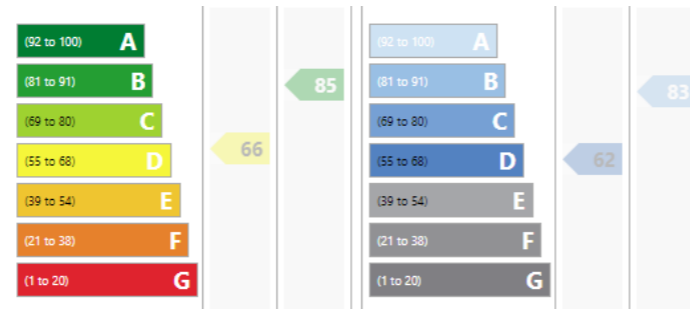 (92 to 100) A
(81 to 91) B
85
(69 to 80) C
66
(55 to 68) D
(39 to 54) E
(21 to 38) F
(1 to 20) G
(92 to 100) A
(81 to 91) B
83
(69 to 80) C
(55 to 68) D
62
(39 to 54) E
(21 to 38) F
(1 to 20) G